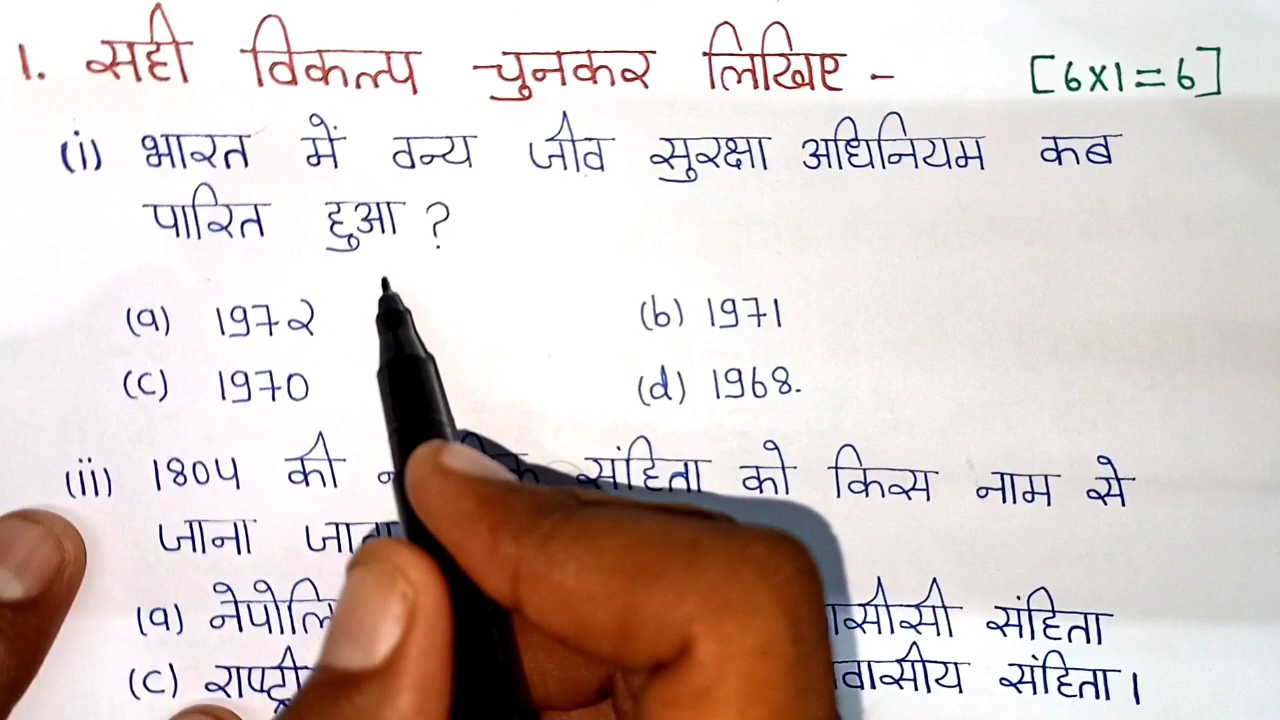 1. सही विकल्प चुनकर लिखिए - [6×1=6]
(i) भारत में वन्य जीव सुरक्षा अधिनियम कब
पारित हुआ ?
(a) 1972 (b) 1971
(c) 1970 (d) 1968.
(ii) 1804 की संहिता को किस नाम से
जाना
(a)
संहिता
(c) संहिता।